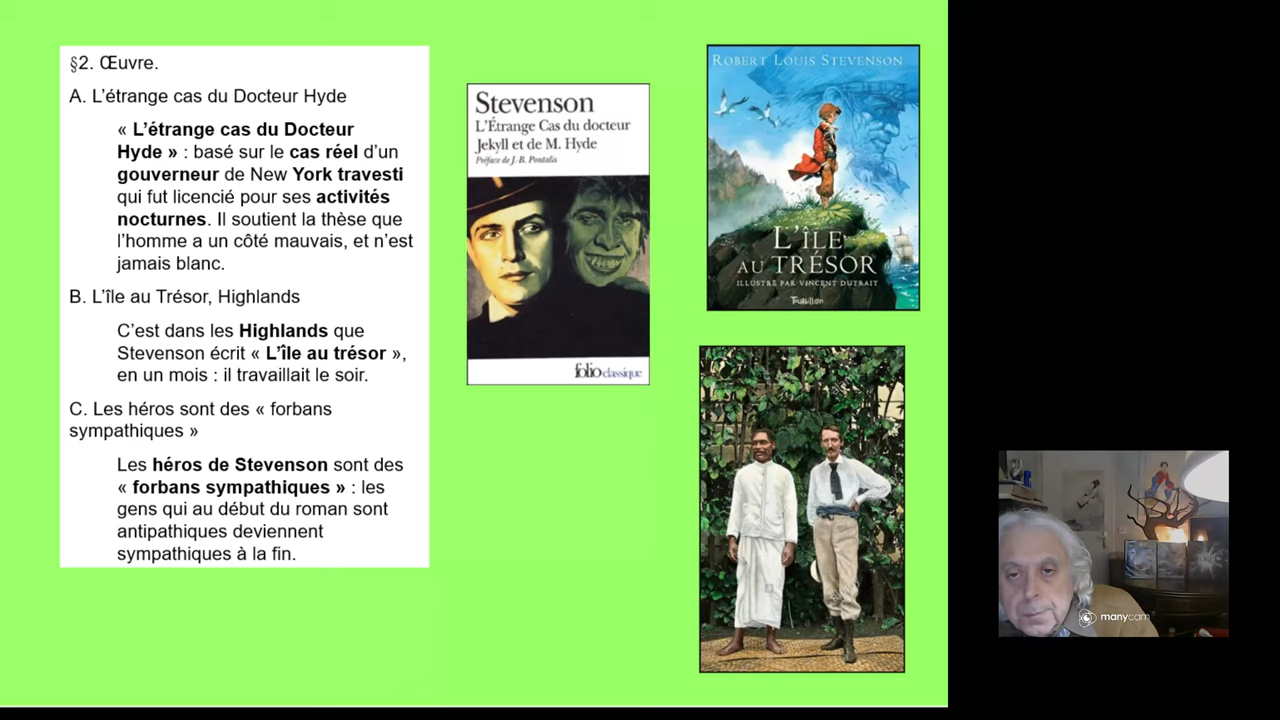 §2. Œuvre.
A. L’étrange cas du Docteur Hyde
« L’étrange cas du Docteur
Hyde » : basé sur le cas réel d’un
gouverneur de New York travesti
qui fut licencié pour ses activités
nocturnes. Il soutient la thèse que
l’homme a un côté mauvais, et n’est
jamais blanc.
B. L’île au Trésor, Highlands
C’est dans les Highlands que
Stevenson écrit « L’île au trésor »,
en un mois : il travaillait le soir.
C. Les héros sont des « forbans
sympathiques »
Les héros de Stevenson sont des
« forbans sympathiques » : les
gens qui au début du roman sont
antipathiques deviennent
sympathiques à la fin.
Stevenson
L’Étrange Cas du docteur
Jekyll et de M. Hyde
Préface de J.-B. Pontalis
folio classique
ROBERT LOUIS STEVENSON
L’ÎLE
AU TRÉSOR
ILLUSTRÉ PAR VINCENT DUTRAIT
manycam